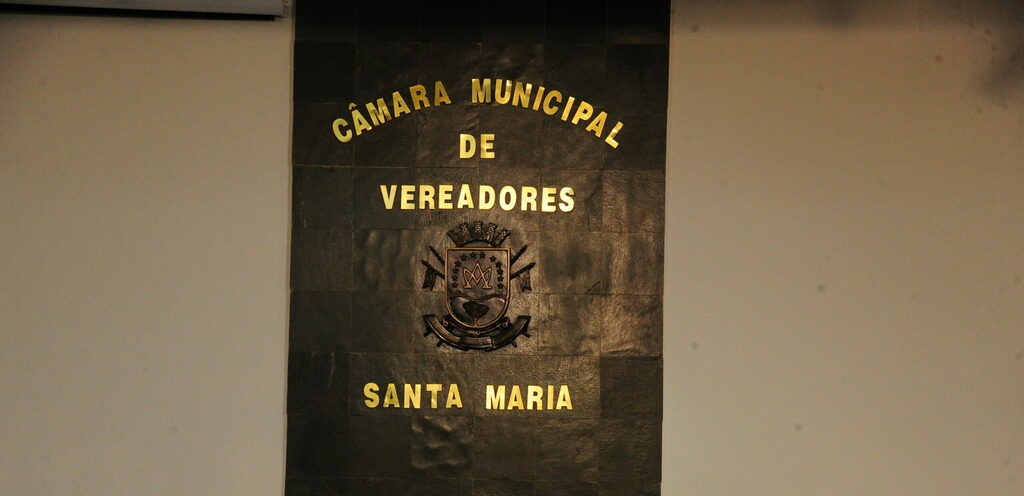 CÂMARA MUNICIPAL
DE
VEREADORES
SANTA MARIA